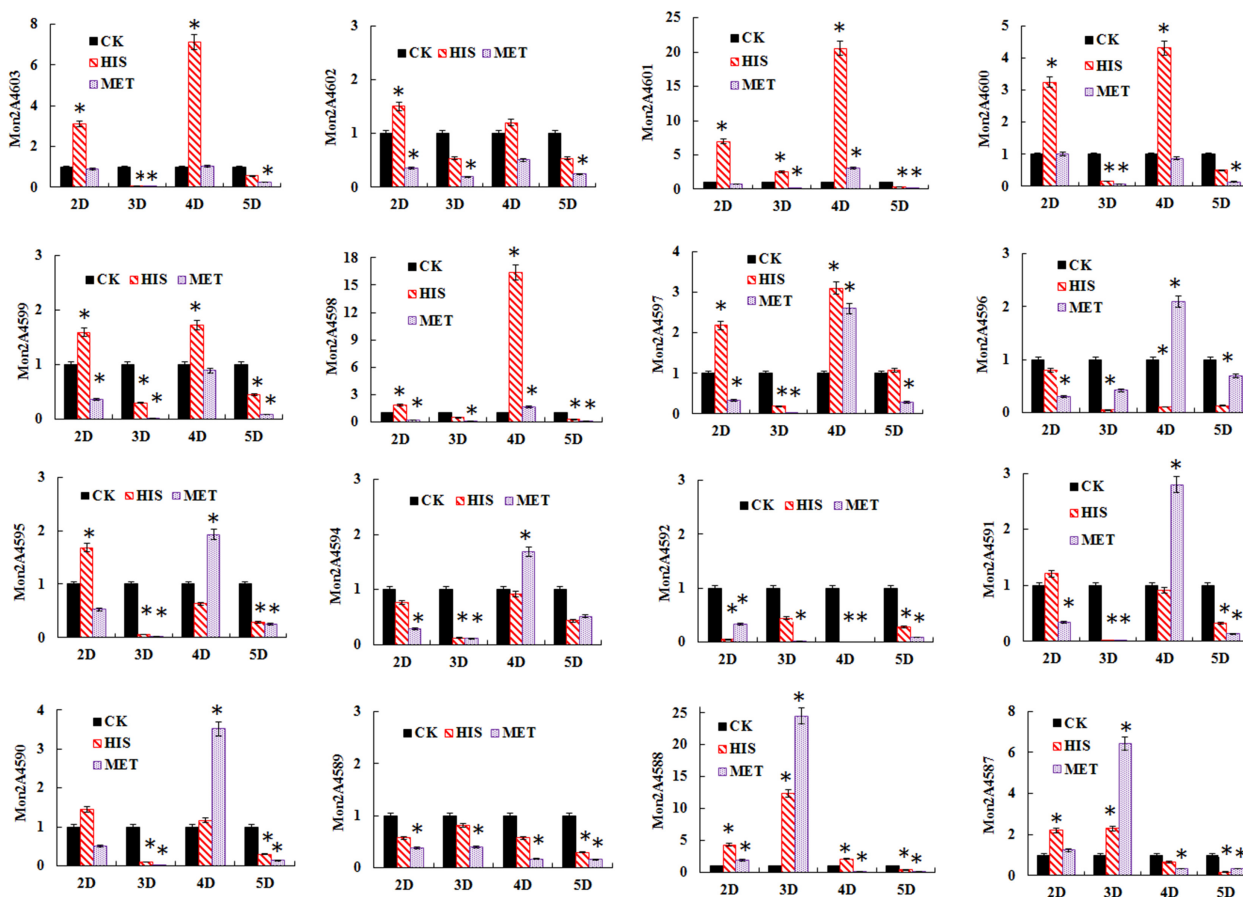 Mon2A4603
8
6
4
2
0
CK
HIS
MET
*
*
**
*
2D 3D 4D 5D
Mon2A4602
3
2
1
0
CK HIS MET
*
*
*
*
2D 3D 4D 5D
Mon2A4601
25
20
15
10
5
0
CK
HIS
MET
*
*
*
*
*
**
2D 3D 4D 5D
Mon2A4600
5
4
3
2
1
0
CK
HIS
MET
*
*
**
*
2D 3D 4D 5D
Mon2A4599
3
2
1
0
CK HIS MET
*
*
*
*
*
*
*
2D 3D 4D 5D
Mon2A4598
18
15
12
9
6
3
0
CK
HIS
MET
*
*
*
*
*
**
2D 3D 4D 5D
Mon2A4597
4
3
2
1
0
CK
HIS
MET
*
*
**
*
*
*
2D 3D 4D 5D
Mon2A4596
3
2
1
0
CK
HIS
MET
*
*
*
*
*
2D 3D 4D 5D
Mon2A4595
3
2
1
0
CK HIS MET
*
**
*
**
2D 3D 4D 5D
Mon2A4594
3
2
1
0
CK HIS MET
*
**
*
2D 3D 4D 5D
Mon2A4592
3
2
1
0
CK HIS MET
*
*
*
**
*
*
2D 3D 4D 5D
Mon2A4591
3
2
1
0
CK
HIS
MET
*
**
*
*
*
2D 3D 4D 5D
Mon2A4590
4
3
2
1
0
CK
HIS
MET
*
*
*
*
*
2D 3D 4D 5D
Mon2A4589
3
2
1
0
CK HIS MET
*
*
*
*
*
2D 3D 4D 5D
Mon2A4588
25
20
15
10
5
0
CK
HIS
MET
*
*
*
*
*
*
**
2D 3D 4D 5D
Mon2A4587
8
6
4
2
0
CK
HIS
MET
*
*
*
*
*
*
2D 3D 4D 5D